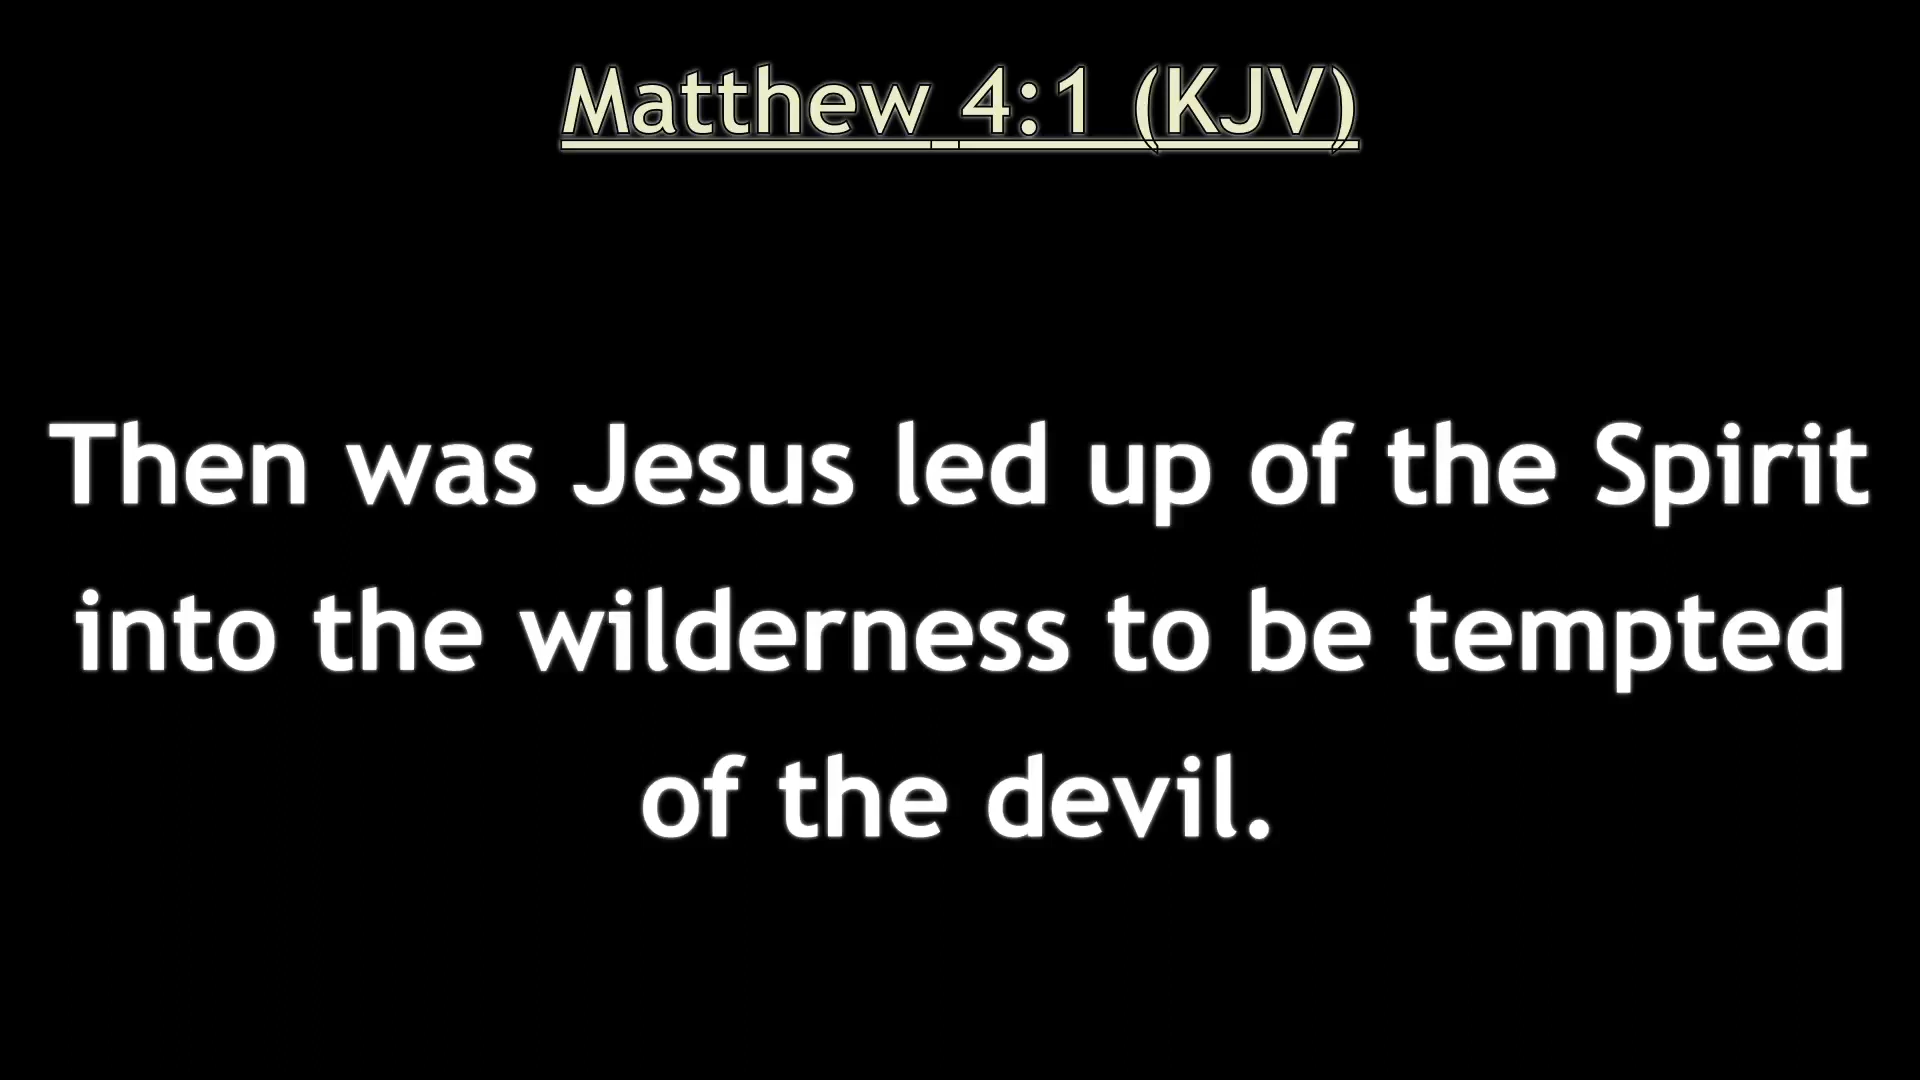 Matthew 4:1 (KJV)
Then was Jesus led up of the Spirit
into the wilderness to be tempted
of the devil.